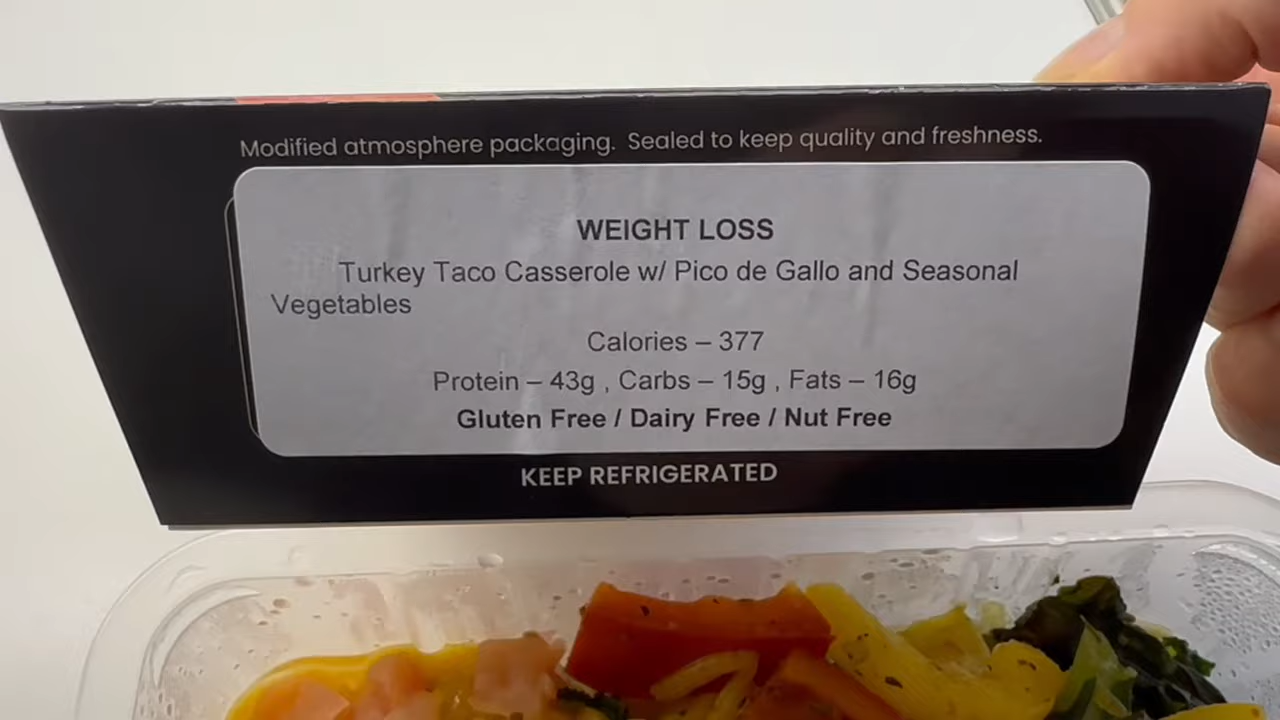 Modified atmosphere packaging. Sealed to keep quality and freshness.
WEIGHT LOSS
Turkey Taco Casserole w/ Pico de Gallo and Seasonal
Vegetables
Calories – 377
Protein – 43g , Carbs – 15g , Fats – 16g
Gluten Free / Dairy Free / Nut Free
KEEP REFRIGERATED